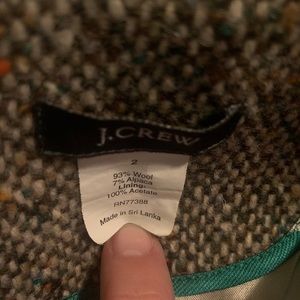 J.CREW
2
93% Wool
7% Alpaca
Lining:
100% Acetate
RN77388
Made in Sri Lanka